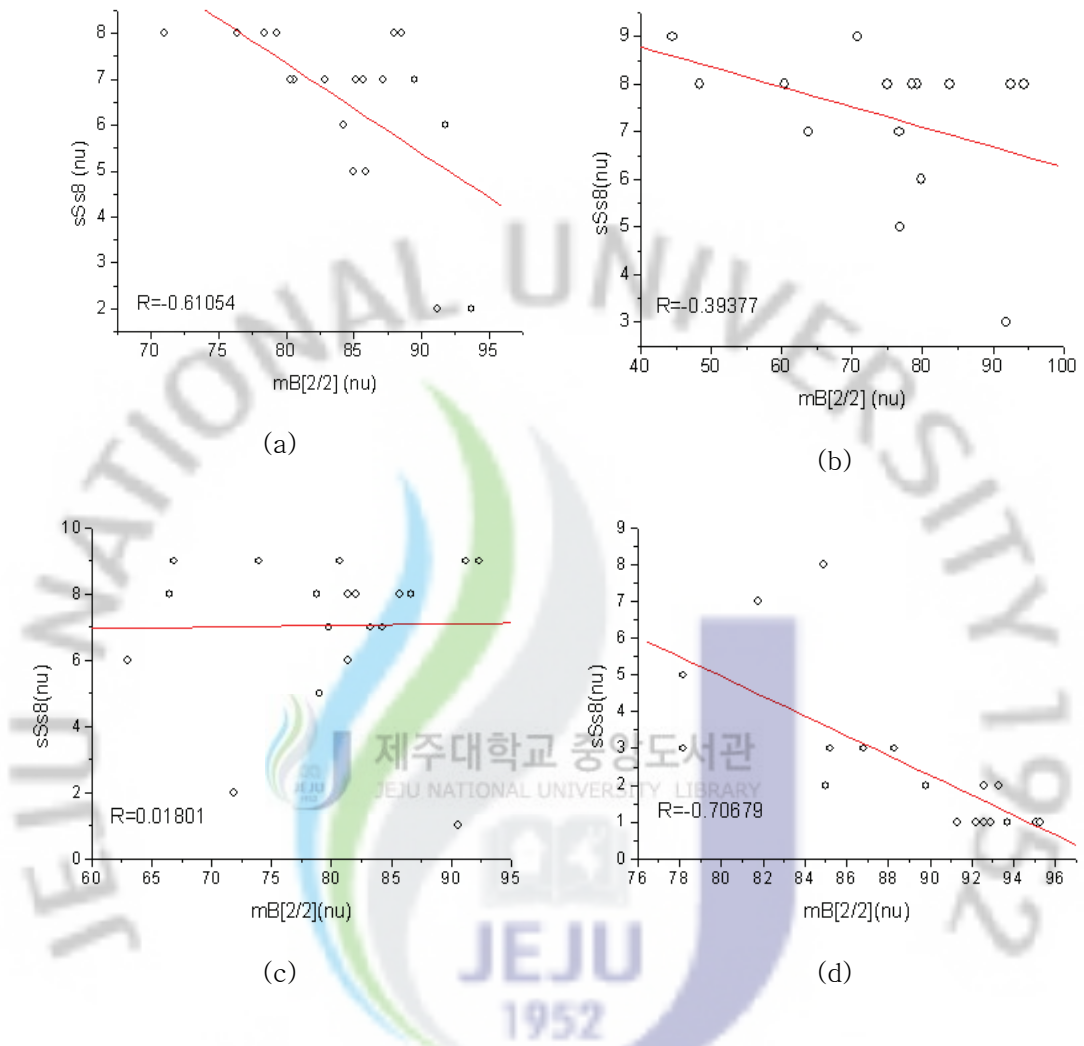 8
7
6
5
4
3
2
sSs8 (nu)
R=-0.61054
70 75 80 85 90 95
mB[2/2] (nu)
(a)
9
8
7
6
5
4
3
sSs8(nu)
R=-0.39377
40 50 60 70 80 90 100
mB[2/2] (nu)
(b)
10
8
6
4
2
0
sSs8(nu)
R=0.01801
60 65 70 75 80 85 90 95
mB[2/2](nu)
(c)
9
8
7
6
5
4
3
2
1
0
sSs8(nu)
R=-0.70679
76 78 80 82 84 86 88 90 92 94 96
mB[2/2](nu)
(d)
JEJU NATIONAL UNIVERSITY 1952
제주대학교 중앙도서관
JEJU NATIONAL UNIVERSITY LIBRARY
JEJU
1952
JEJU
1952